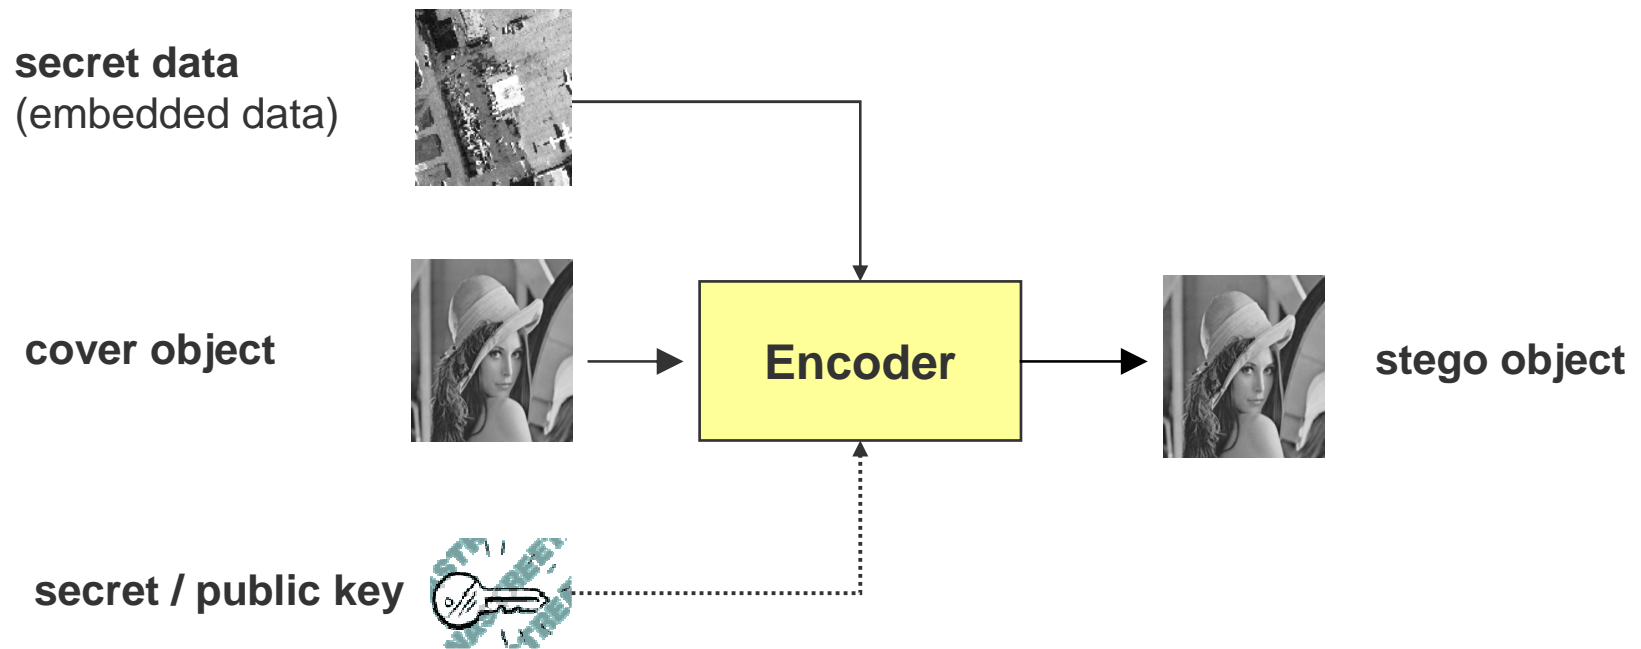 secret data
(embedded data)
cover object
Encoder
stego object
secret / public key